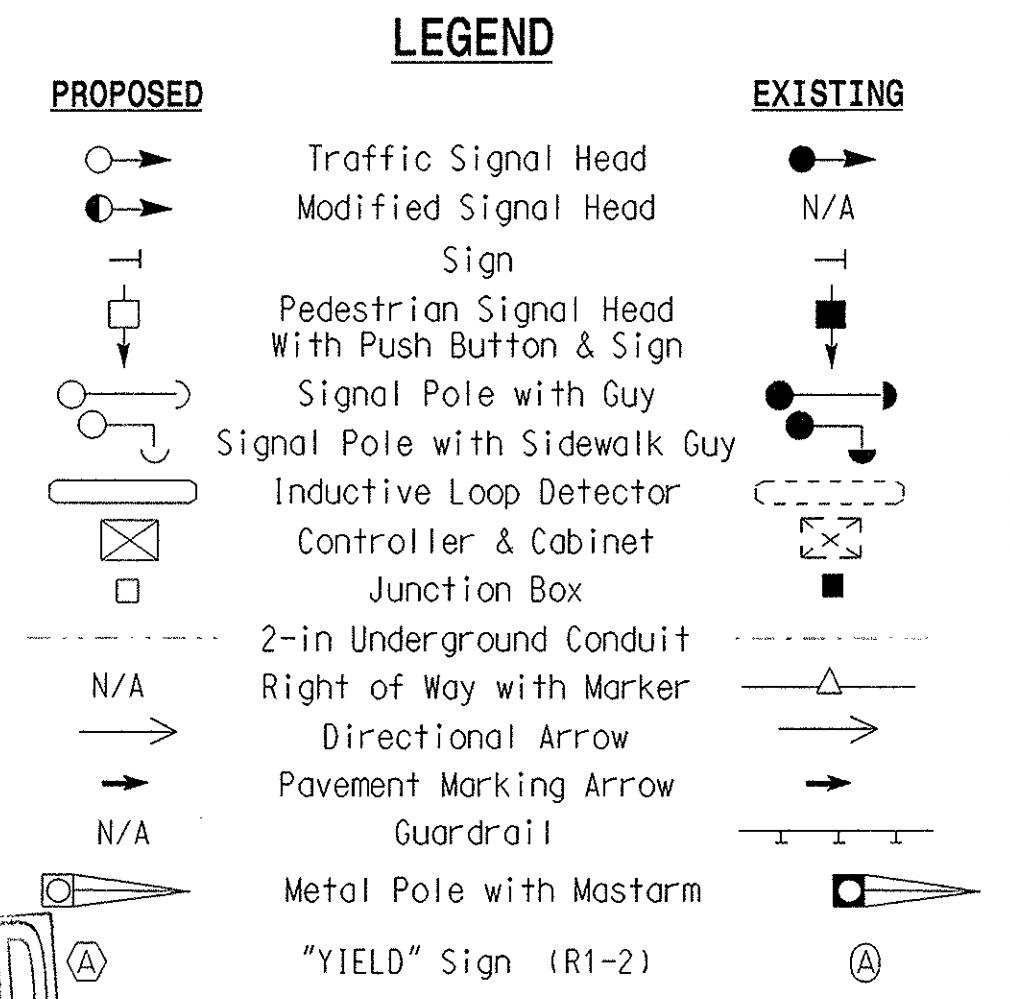 LEGEND
PROPOSED EXISTING
Traffic Signal Head
Modified Signal Head N/A
Sign
Pedestrian Signal Head
With Push Button & Sign
Signal Pole with Guy
Signal Pole with Sidewalk Guy
Inductive Loop Detector
Controller & Cabinet
Junction Box
2-in Underground Conduit
N/A Right of Way with Marker
Directional Arrow
Pavement Marking Arrow
N/A Guardrail
Metal Pole with Mastarm
A "YIELD" Sign (R1-2) A